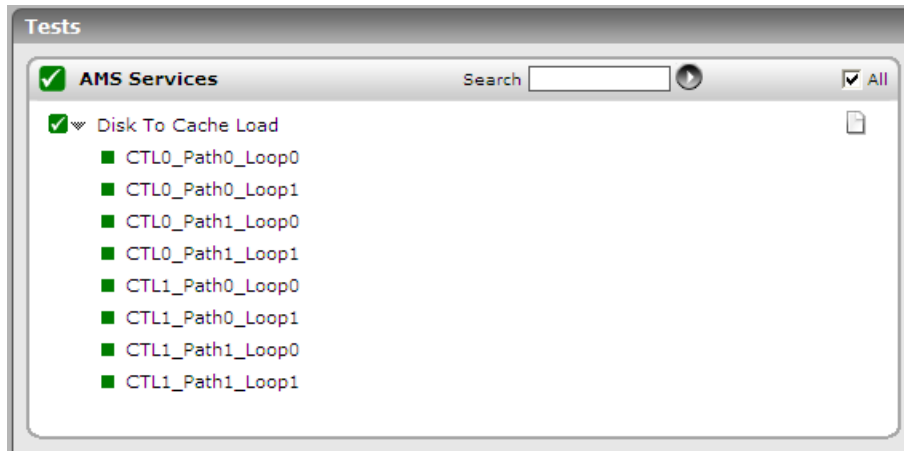 Tests
AMS Services Search All
Disk To Cache Load
CTL0_Path0_Loop0
CTL0_Path0_Loop1
CTL0_Path1_Loop0
CTL0_Path1_Loop1
CTL1_Path0_Loop0
CTL1_Path0_Loop1
CTL1_Path1_Loop0
CTL1_Path1_Loop1